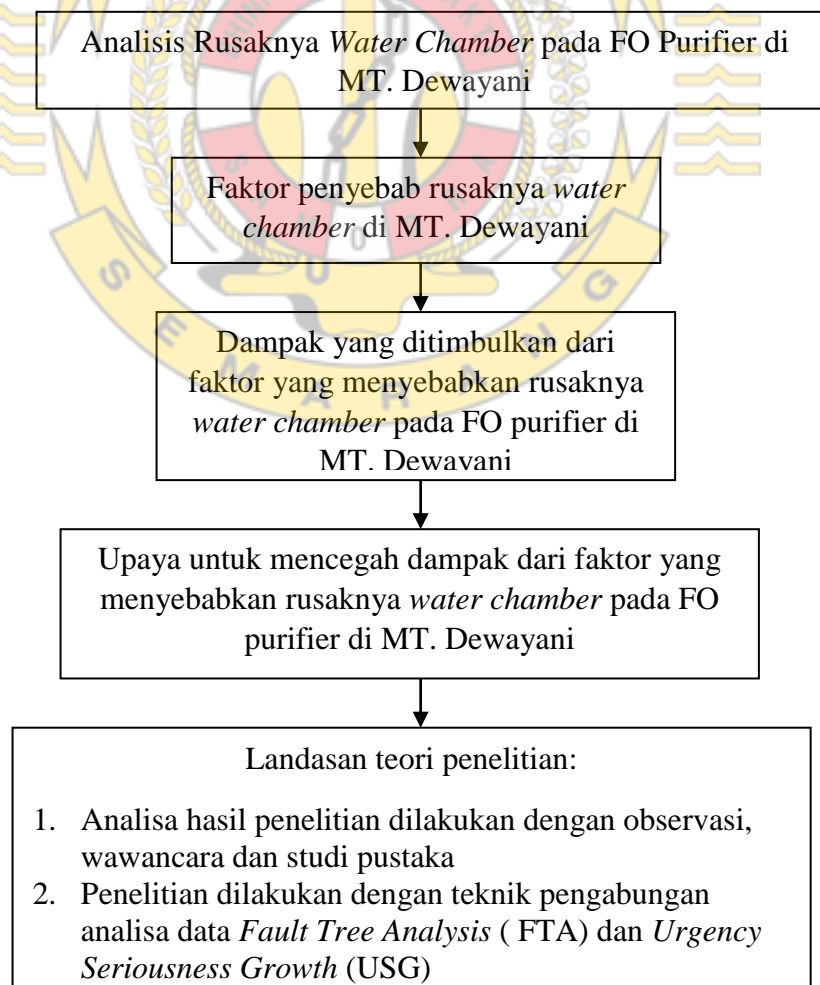 Analisis Rusaknya Water Chamber pada FO Purifier di
MT. Dewayani
Faktor penyebab rusaknya water
chamber di MT. Dewayani
Dampak yang ditimbulkan dari
faktor yang menyebabkan rusaknya
water chamber pada FO purifier di
MT. Dewayani
SEMARANG
Upaya untuk mencegah dampak dari faktor yang
menyebabkan rusaknya water chamber pada FO
purifier di MT. Dewayani
Landasan teori penelitian:
1. Analisa hasil penelitian dilakukan dengan observasi,
wawancara dan studi pustaka
2. Penelitian dilakukan dengan teknik pengabungan
analisa data Fault Tree Analysis ( FTA) dan Urgency
Seriousness Growth (USG)